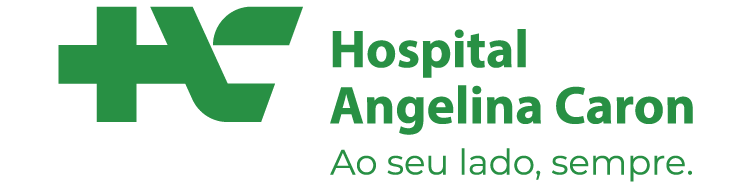 Hospital
Angelina Caron
Ao seu lado, sempre.